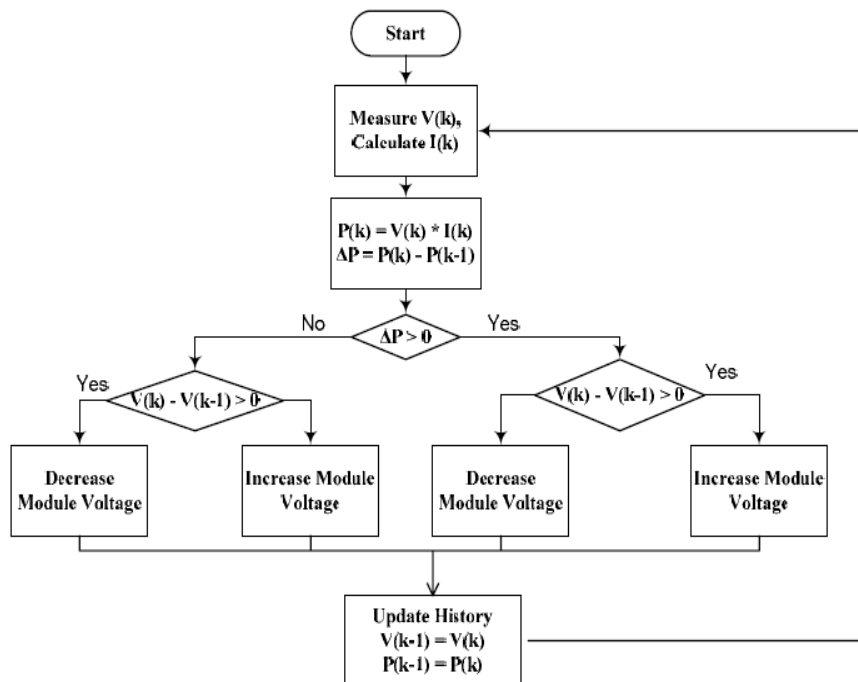 Start
Measure V(k),
Calculate I(k)
P(k) = V(k) * I(k)
ΔP = P(k) - P(k-1)
No
ΔP > 0
Yes
Yes
V(k) - V(k-1) > 0
V(k) - V(k-1) > 0
Yes
Decrease
Module Voltage
Increase Module
Voltage
Decrease
Module Voltage
Increase Module
Voltage
Update History
V(k-1) = V(k)
P(k-1) = P(k)